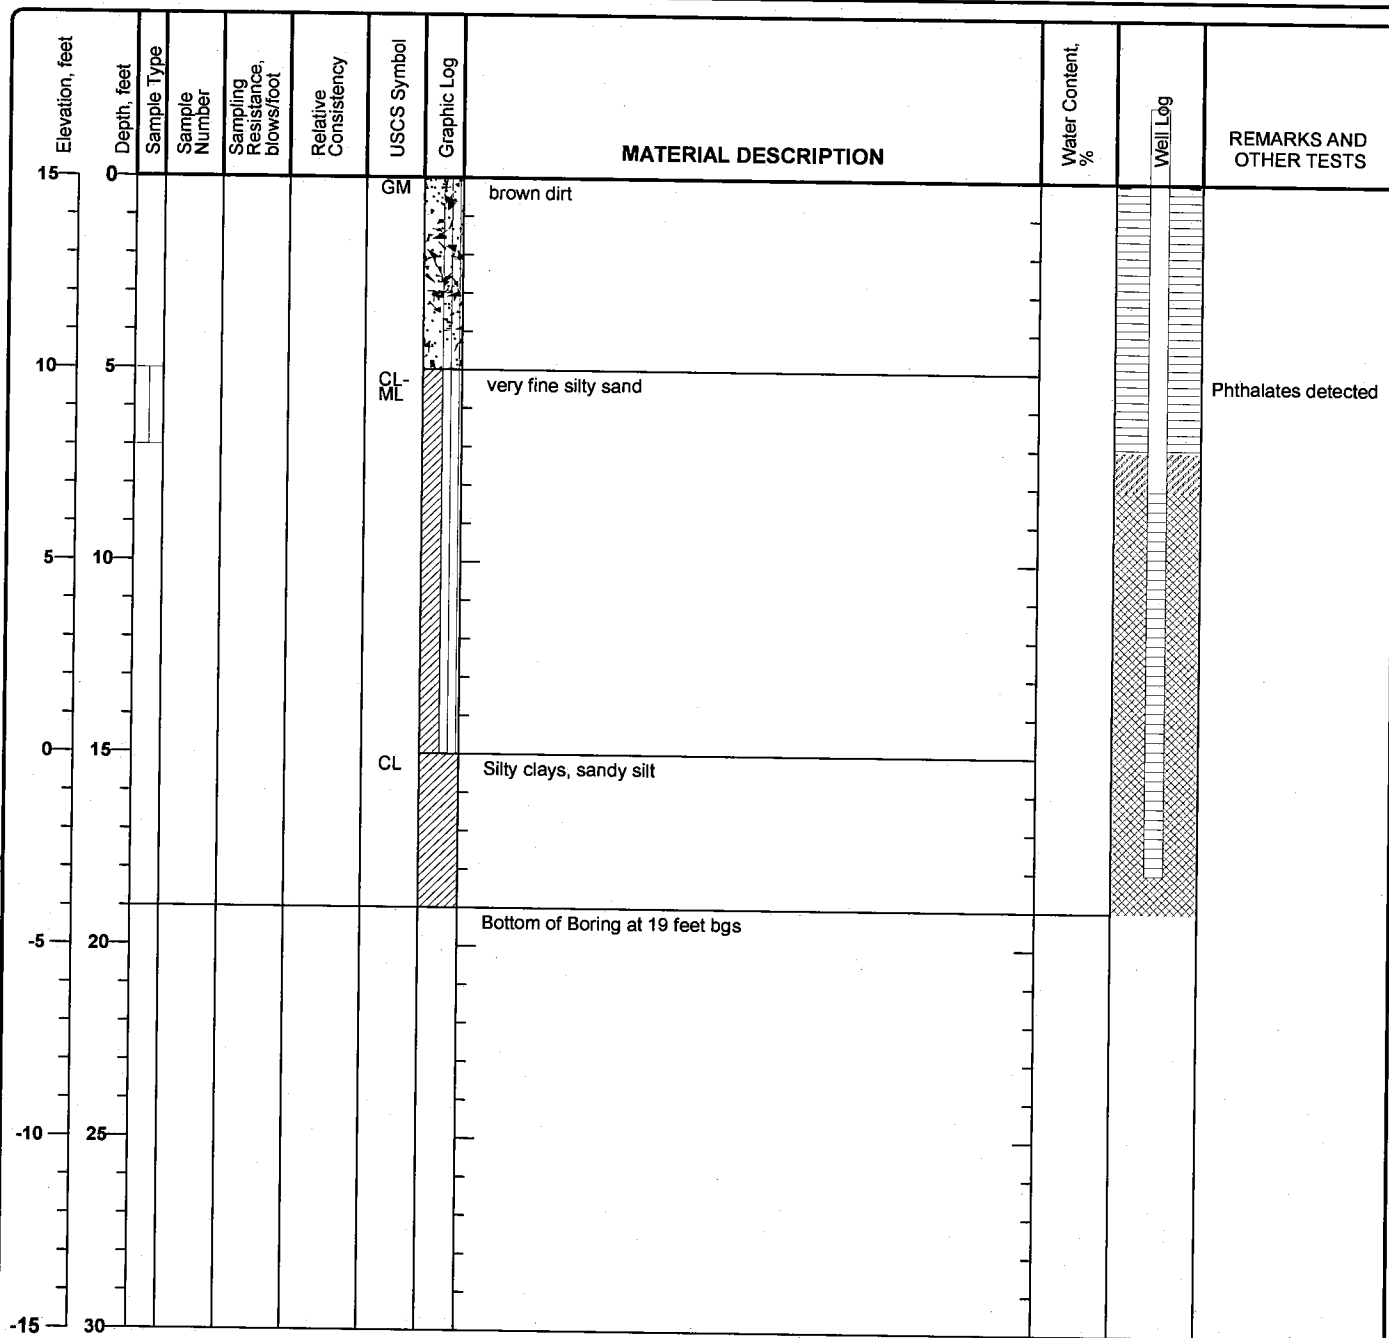 Elevation, feet
Depth, feet
Sample Type
Sample
Number
Sampling
Resistance,
blows/foot
Relative
Consistency
USCS Symbol
Graphic Log
MATERIAL DESCRIPTION
Water Content,
%
Well Log
REMARKS AND
OTHER TESTS
15 0
GM brown dirt
10 5
CL-
ML
very fine silty sand
Phthalates detected
5 10
0 15
CL Silty clays, sandy silt
Bottom of Boring at 19 feet bgs
-5 20
-10 25
-15 30